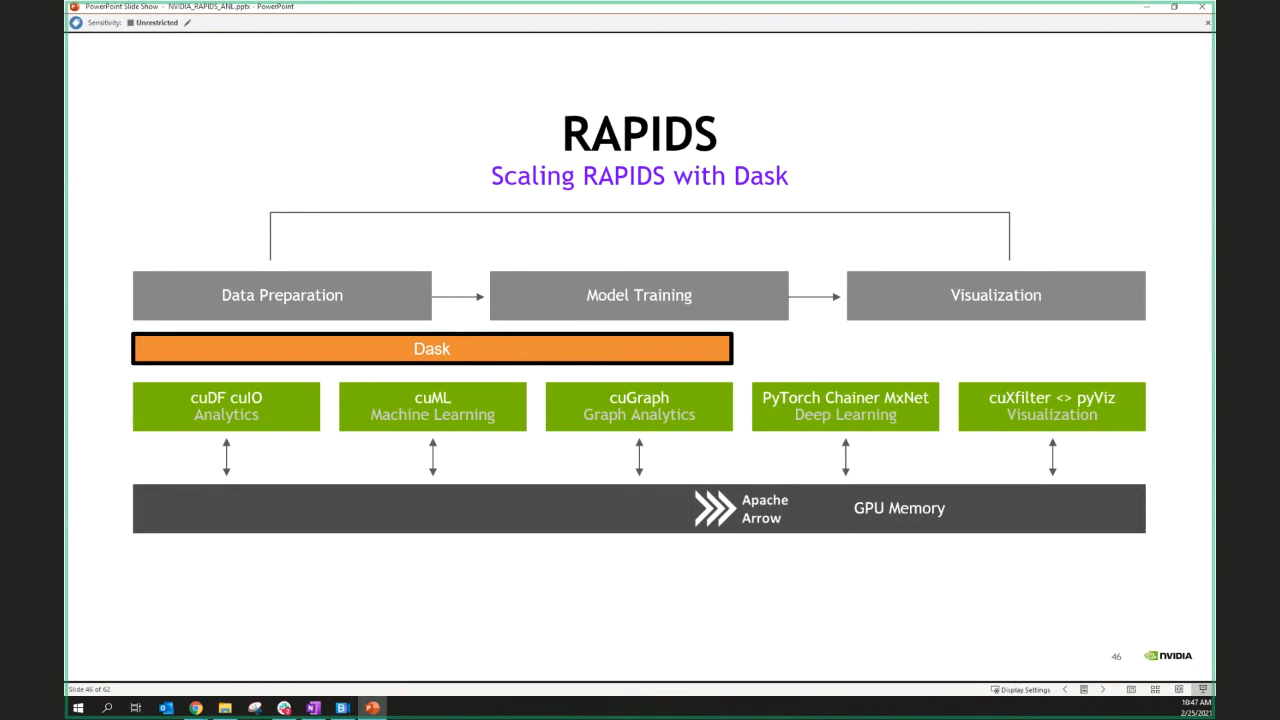 PowerPoint Slide Show - NVIDIA_RAPIDS_ANL.pptx - PowerPoint
Sensitivity: Unrestricted
RAPIDS
Scaling RAPIDS with Dask
Data Preparation
Model Training
Visualization
Dask
cuDF cuIO
Analytics
cuML
Machine Learning
cuGraph
Graph Analytics
PyTorch Chainer MxNet
Deep Learning
cuXfilter <> pyViz
Visualization
Apache
Arrow
GPU Memory
46
NVIDIA
Slide 46 of 62
Display Settings
10:47 AM
2/25/2021